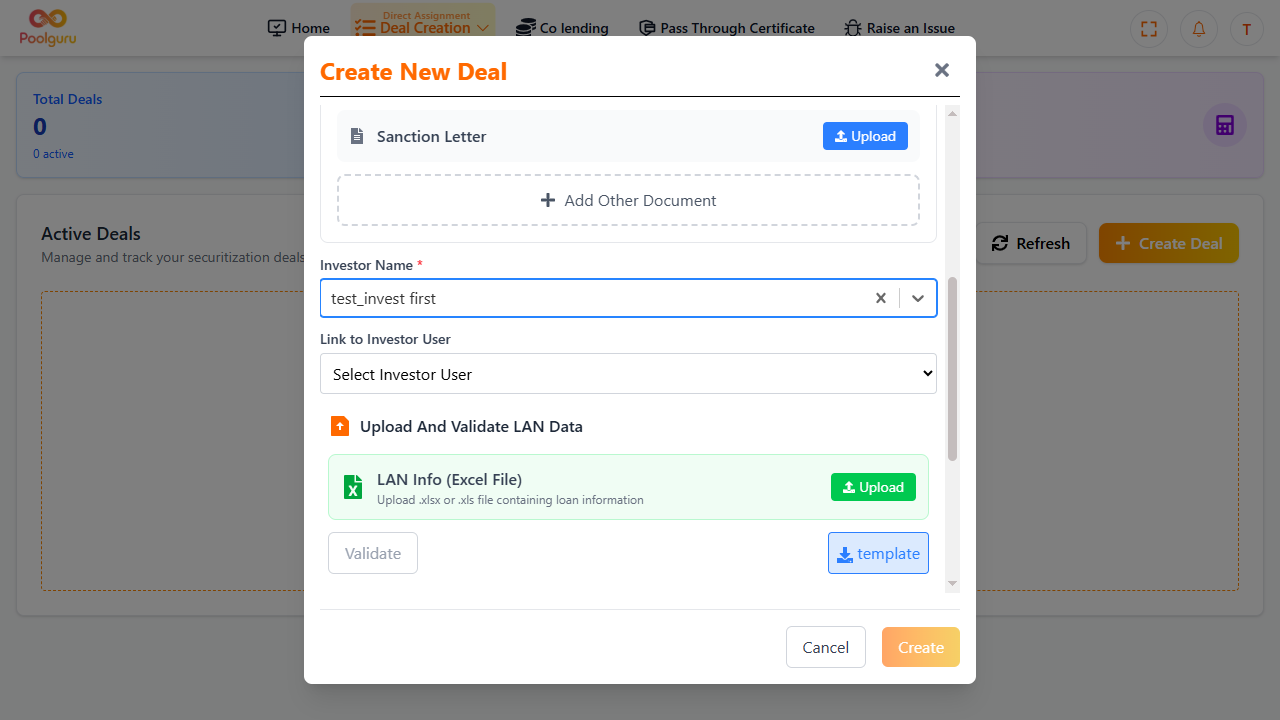 Poolguru
Home
Direct Assignment
Deal Creation
Co lending
Pass Through Certificate
Raise an Issue
T
Total Deals
0
0 active
Active Deals
Manage and track your securitization deals
Refresh
Create Deal
Create New Deal
Sanction Letter
Upload
Add Other Document
Investor Name *
test_invest first
Link to Investor User
Select Investor User
Upload And Validate LAN Data
LAN Info (Excel File)
Upload .xlsx or .xls file containing loan information
Upload
Validate
template
Cancel
Create